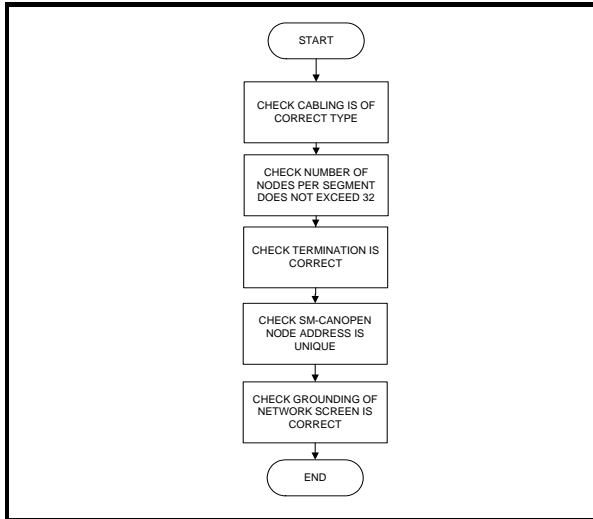 START
CHECK CABLING IS OF
CORRECT TYPE
CHECK NUMBER OF
NODES PER SEGMENT
DOES NOT EXCEED 32
CHECK TERMINATION IS
CORRECT
CHECK SM-CANOPEN
NODE ADDRESS IS
UNIQUE
CHECK GROUNDING OF
NETWORK SCREEN IS
CORRECT
END